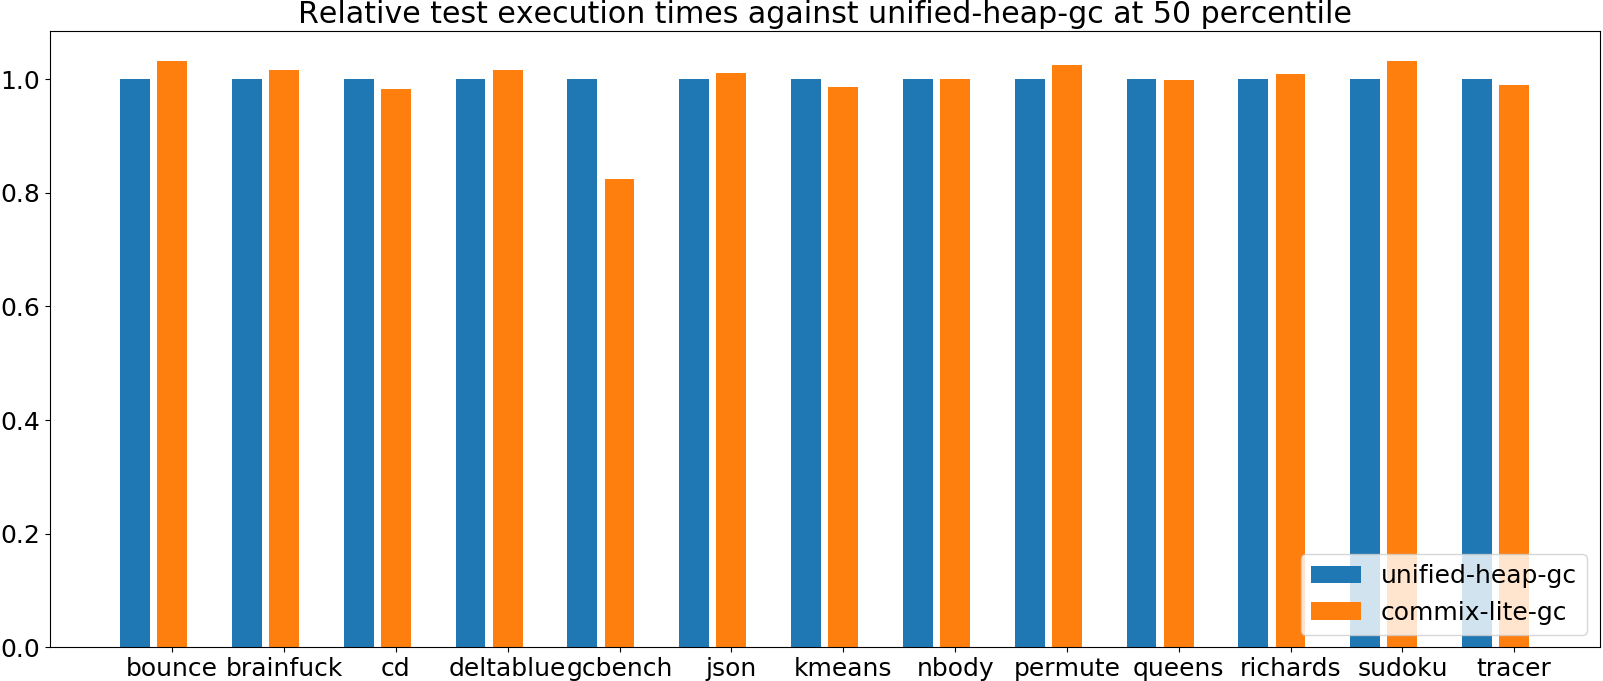 Relative test execution times against unified-heap-gc at 50 percentile
1.0
0.8
0.6
0.4
0.2
0.0
bounce brainfuck cd deltablue gcbench json kmeans nbody permute queens richards sudoku tracer
unified-heap-gc
commix-lite-gc